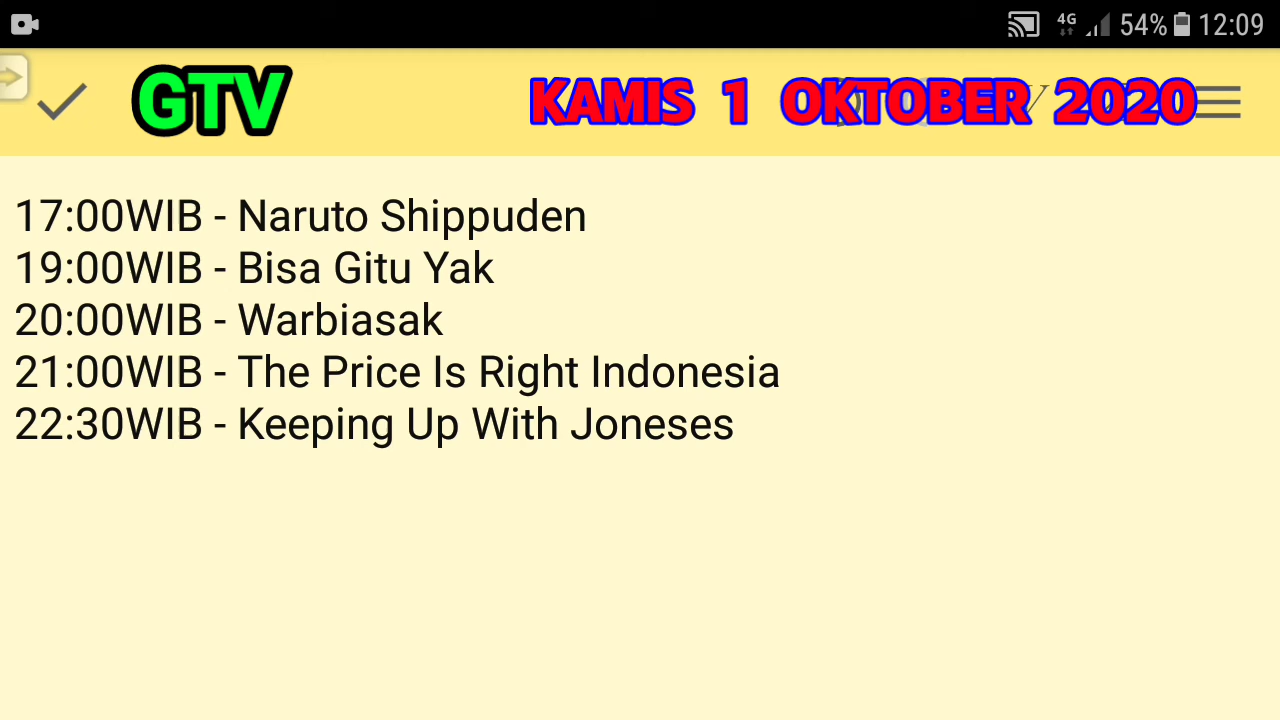 4G 54% 12:09
GTV KAMIS 1 OKTOBER 2020
17:00WIB - Naruto Shippuden
19:00WIB - Bisa Gitu Yak
20:00WIB - Warbiasak
21:00WIB - The Price Is Right Indonesia
22:30WIB - Keeping Up With Joneses